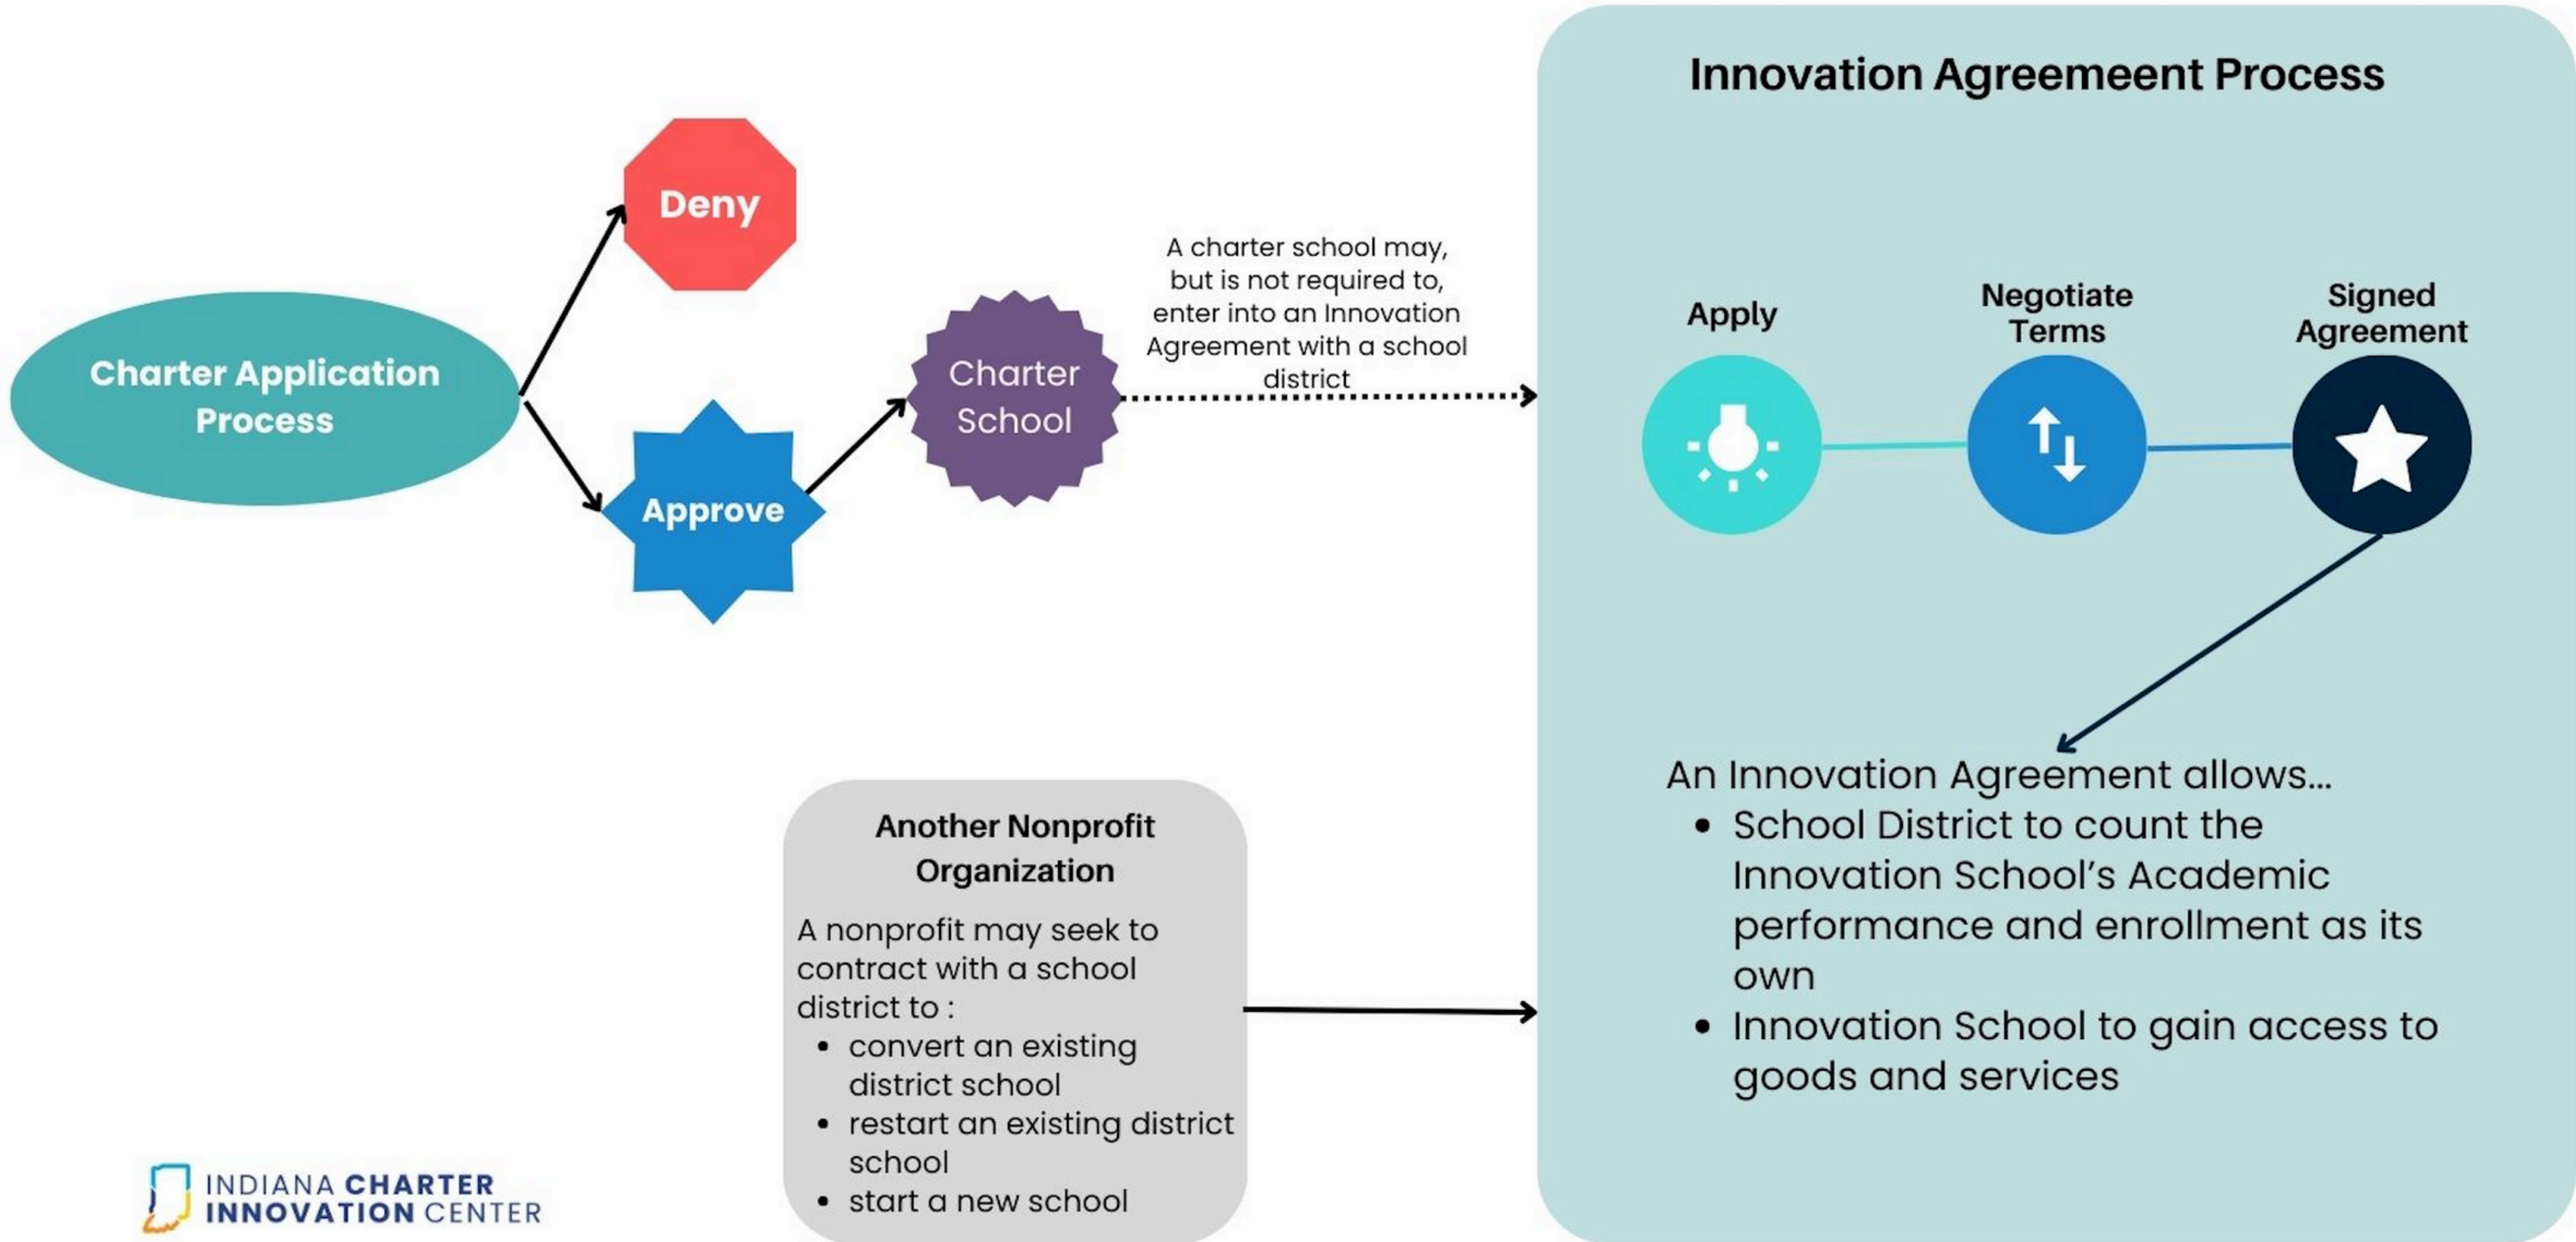 Innovation Agreemeent Process
Deny
Charter Application
Process
Approve
Charter
School
A charter school may,
but is not required to,
enter into an Innovation
Agreement with a school
district
Apply
Negotiate
Terms
Signed
Agreement
An Innovation Agreement allows...
• School District to count the
Innovation School's Academic
performance and enrollment as its
own
• Innovation School to gain access to
goods and services
Another Nonprofit
Organization
A nonprofit may seek to
contract with a school
district to :
• convert an existing
district school
• restart an existing district
school
• start a new school
INDIANA CHARTER
INNOVATION CENTER